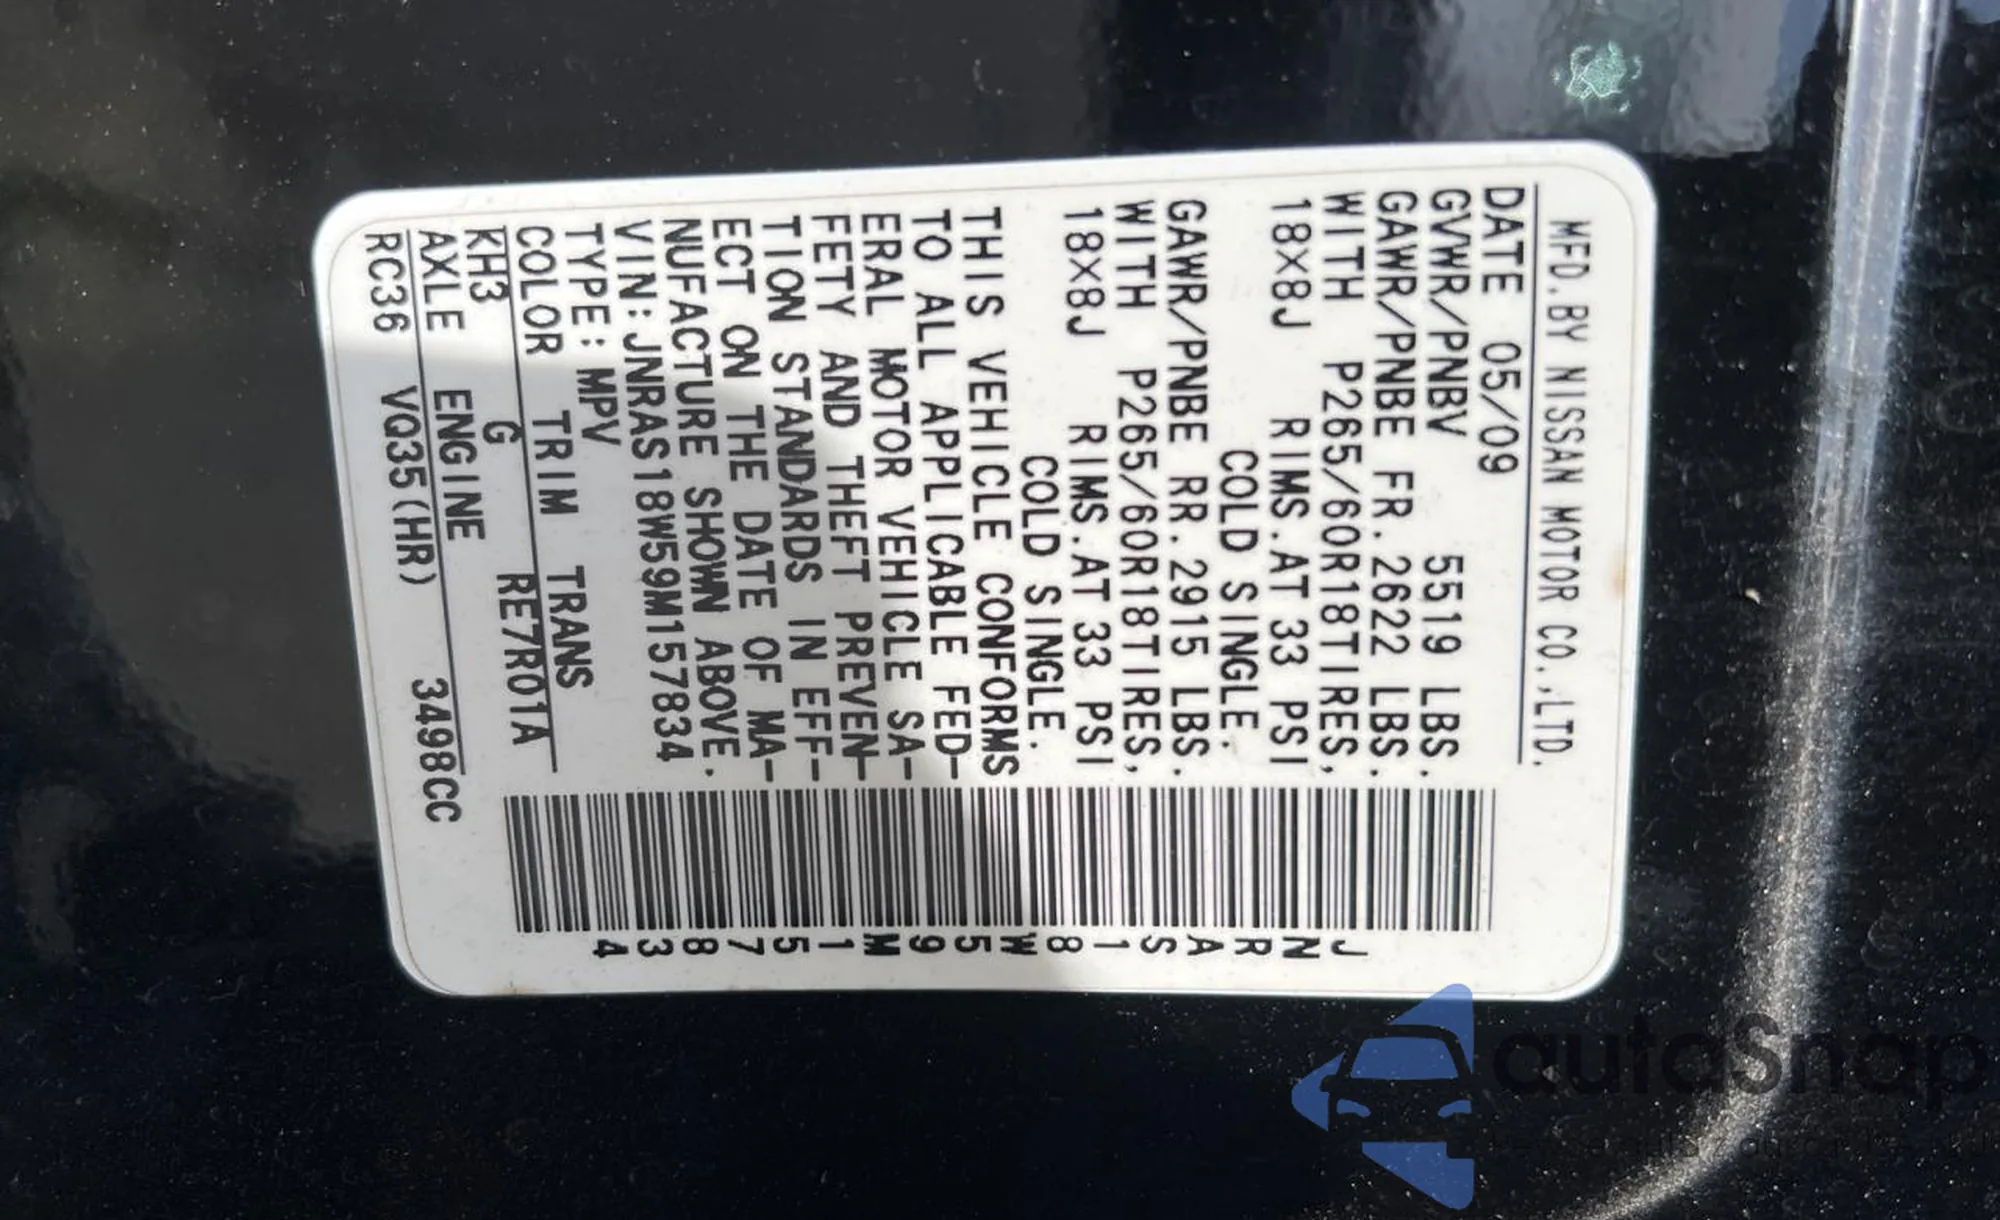 MFD.BY NISSAN MOTOR CO.,LTD.
DATE 05/09
GVWR/PNBV 5519 LBS.
GAWR/PNBE FR.2622 LBS.
WITH P265/60R18TIRES,
18×8J RIMS.AT 33 PSI
COLD SINGLE.
GAWR/PNBE RR.2915 LBS.
WITH P265/60R18TIRES,
18×8J RIMS.AT 33 PSI
COLD SINGLE.
THIS VEHICLE CONFORMS
TO ALL APPLICABLE FED-
ERAL MOTOR VEHICLE SA-
FETY AND THEFT PREVEN-
TION STANDARDS IN EFF-
ECT ON THE DATE OF MA-
NUFACTURE SHOWN ABOVE.
VIN:JNRAS18W59M157834
TYPE:MPV
COLOR TRIM TRANS
KH3 G RE7R01A
AXLE ENGINE
RC36 VQ35(HR) 3498CC
JNRAS18W59M157834
autoSnap